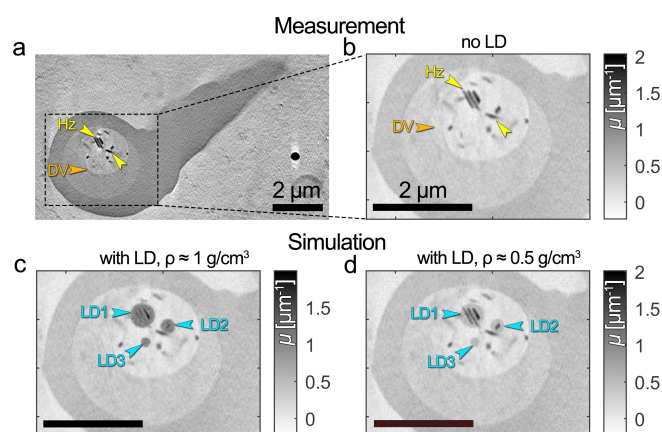 Measurement
a
b
no LD
Hz
DV
2 μm
Hz
DV
2 μm
2
1.5
1
0.5
0
μ [μm⁻¹]
Simulation
c
with LD, ρ ≈ 1 g/cm³
d
with LD, ρ ≈ 0.5 g/cm³
LD1
LD2
LD3
1.5
1
0.5
0
μ [μm⁻¹]
LD1
LD2
LD3
2
1.5
1
0.5
0
μ [μm⁻¹]